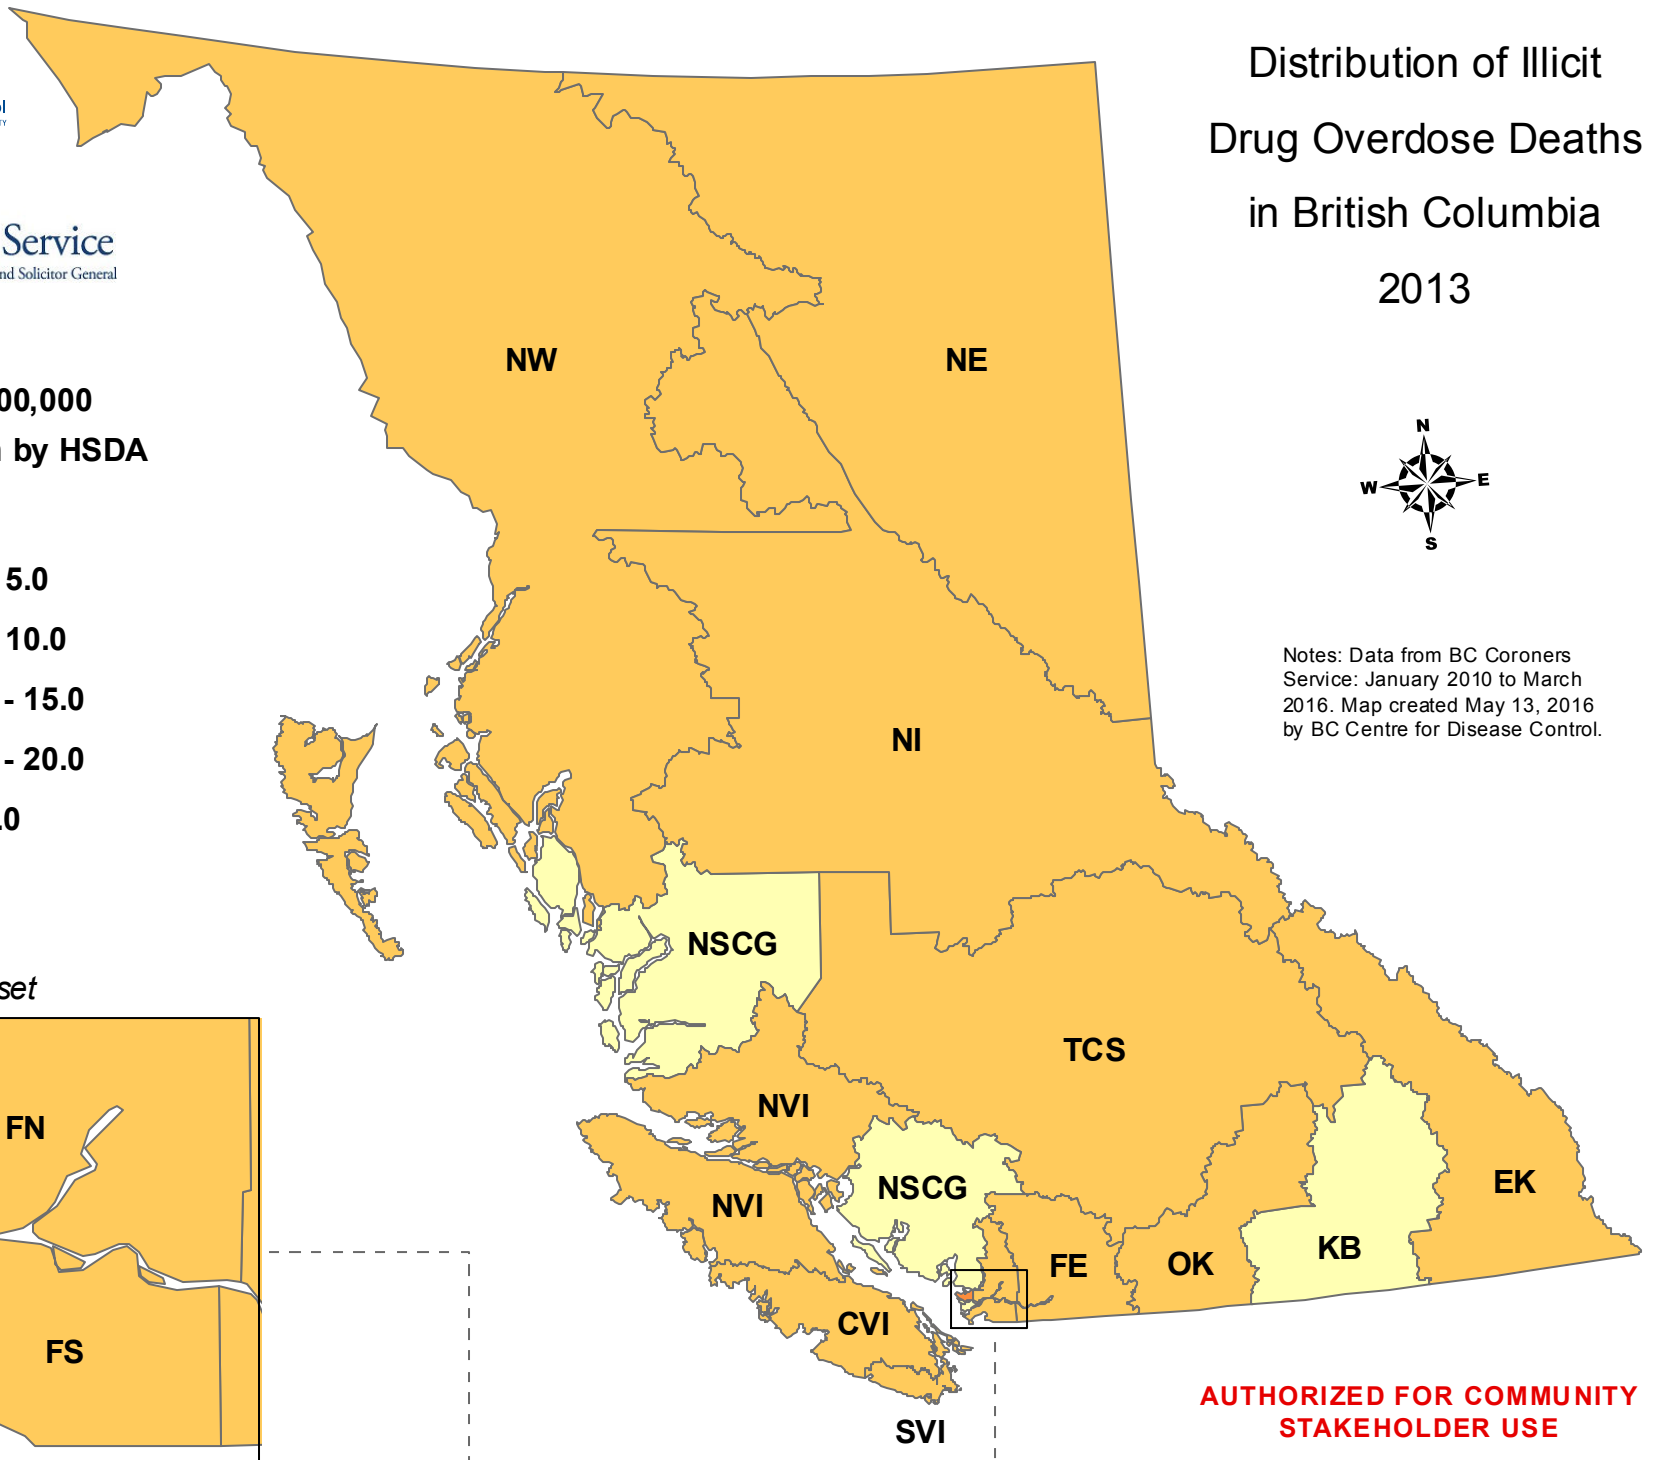 Distribution of Illicit
Drug Overdose Deaths
in British Columbia
2013
Service
nd Solicitor General
00,000
by HSDA
5.0
10.0
- 15.0
- 20.0
.0
set
NW
NE
N
W
E
S
Notes: Data from BC Coroners
Service: January 2010 to March
2016. Map created May 13, 2016
by BC Centre for Disease Control.
NI
NSCG
TCS
NVI
NSCG
NVI
EK
KB
FE
OK
CVI
SVI
FN
FS
AUTHORIZED FOR COMMUNITY
STAKEHOLDER USE